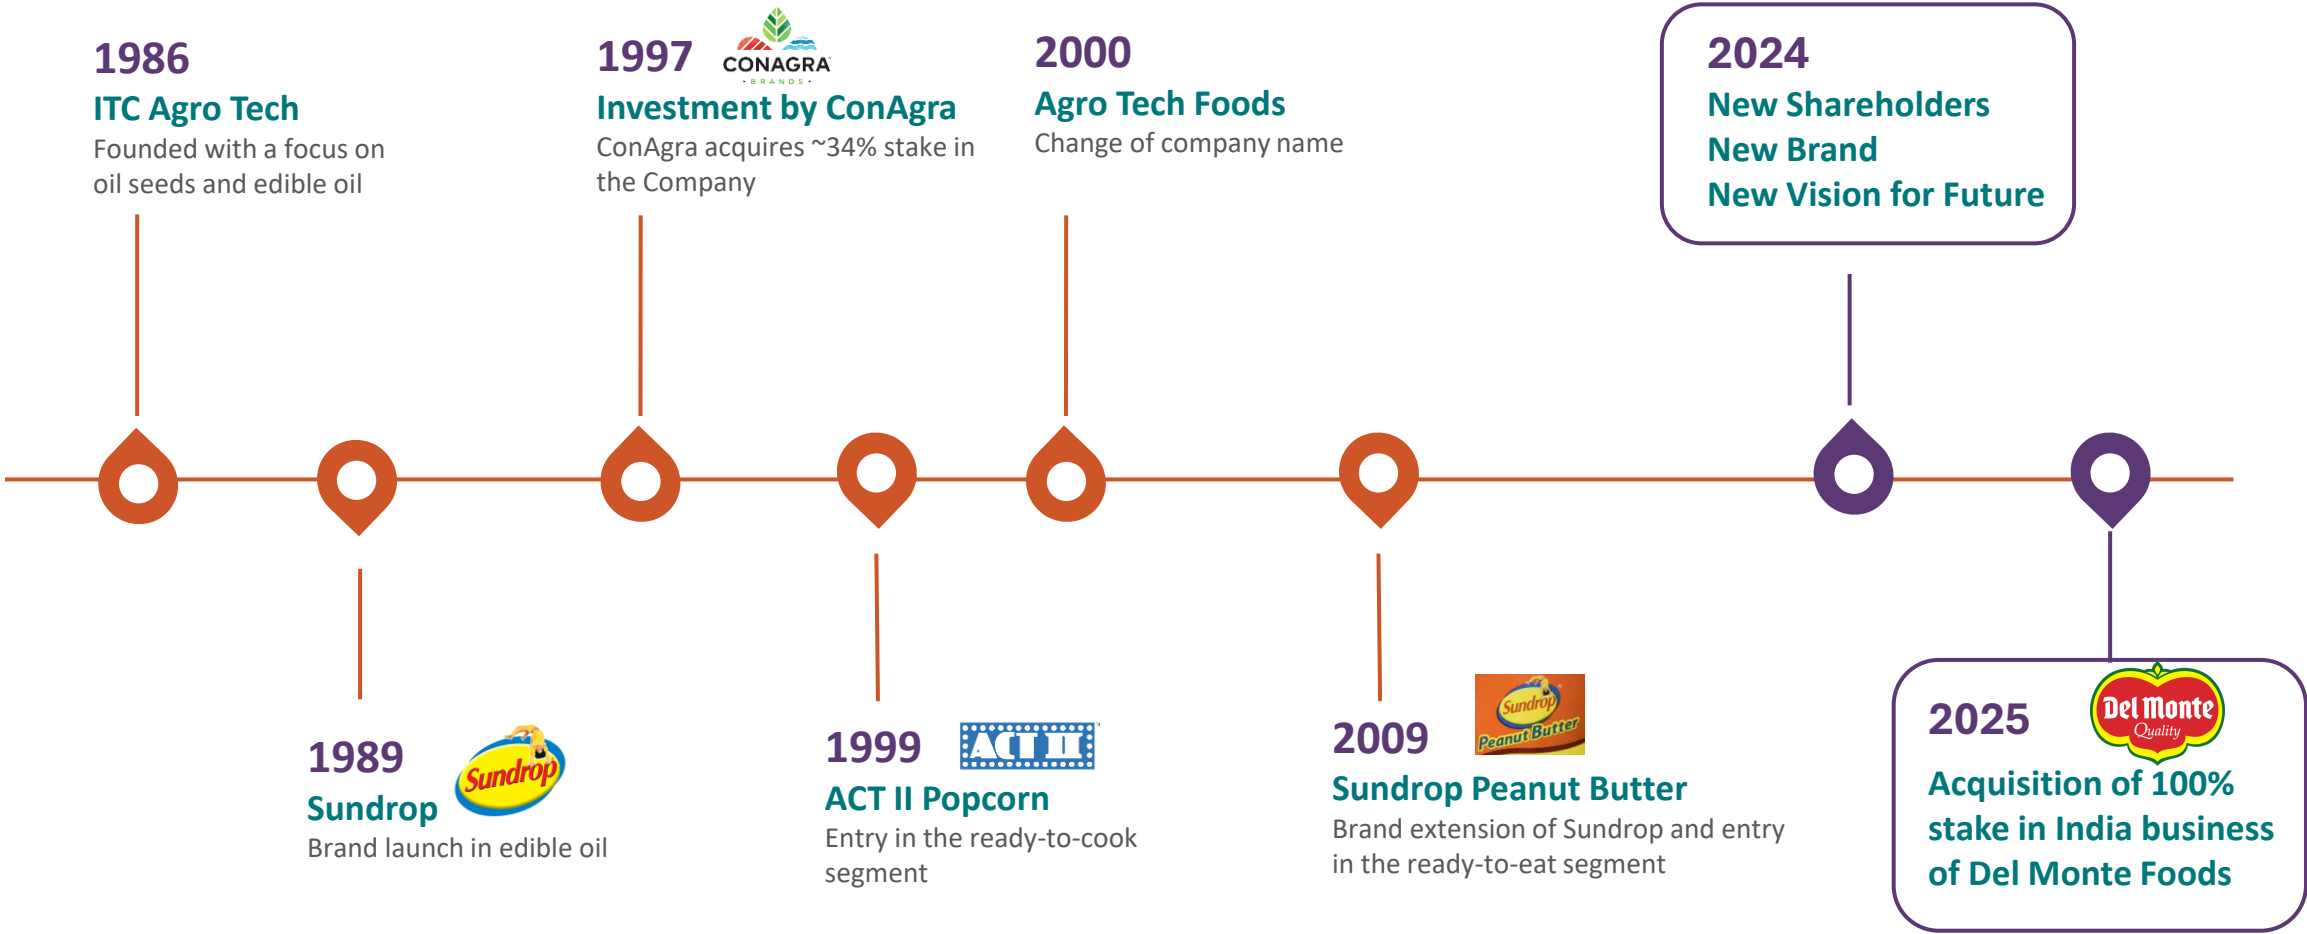 1986
ITC Agro Tech
Founded with a focus on
oil seeds and edible oil
1989
Sundrop
Sundrop
Brand launch in edible oil
1997
CONAGRA
BRANDS
Investment by ConAgra
ConAgra acquires ~34% stake in
the Company
1999
ACT II
ACT II Popcorn
Entry in the ready-to-cook
segment
2000
Agro Tech Foods
Change of company name
2009
Sundrop
Peanut Butter
Sundrop Peanut Butter
Brand extension of Sundrop and entry
in the ready-to-eat segment
2024
New Shareholders
New Brand
New Vision for Future
2025
Del Monte
Quality
Acquisition of 100%
stake in India business
of Del Monte Foods